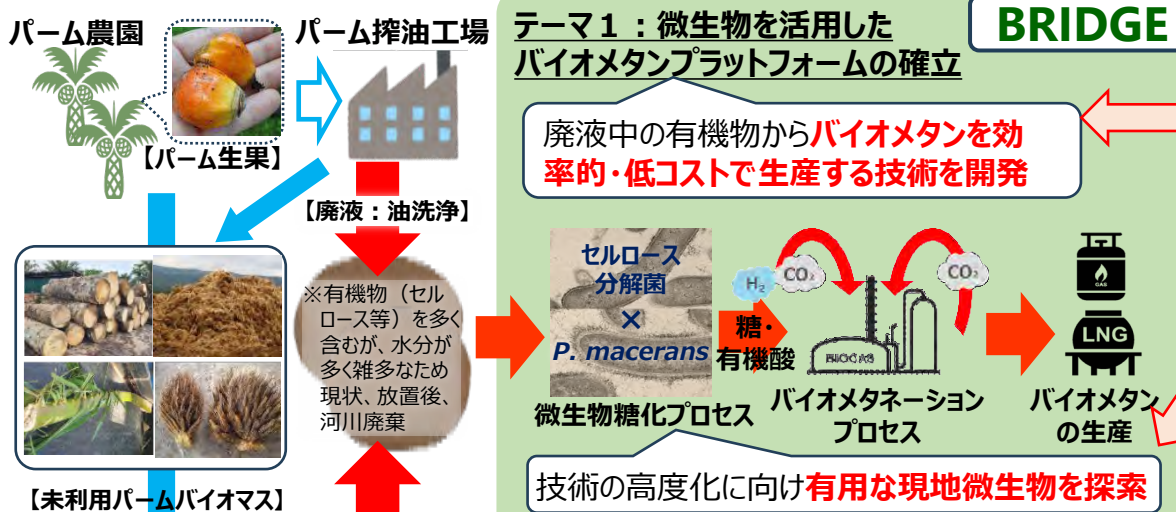 パーム農園
パーム搾油工場
【パーム生果】
【廃液：油洗浄】
※有機物（セル
ロース等）を多く
含むが、水分が
多く雑多なため
現状、放置後、
河川廃棄
【未利用パームバイオマス】
テーマ１：微生物を活用した
バイオメタンプラットフォームの確立
BRIDGE
廃液中の有機物からバイオメタンを効
率的・低コストで生産する技術を開発
セルロース
分解菌
×
P. macerans
微生物糖化プロセス
H₂
CO₂
糖・
有機酸
CO₂
BIOGAS
バイオメタネーション
プロセス
GAS
LNG
バイオメタン
の生産
技術の高度化に向け有用な現地微生物を探索